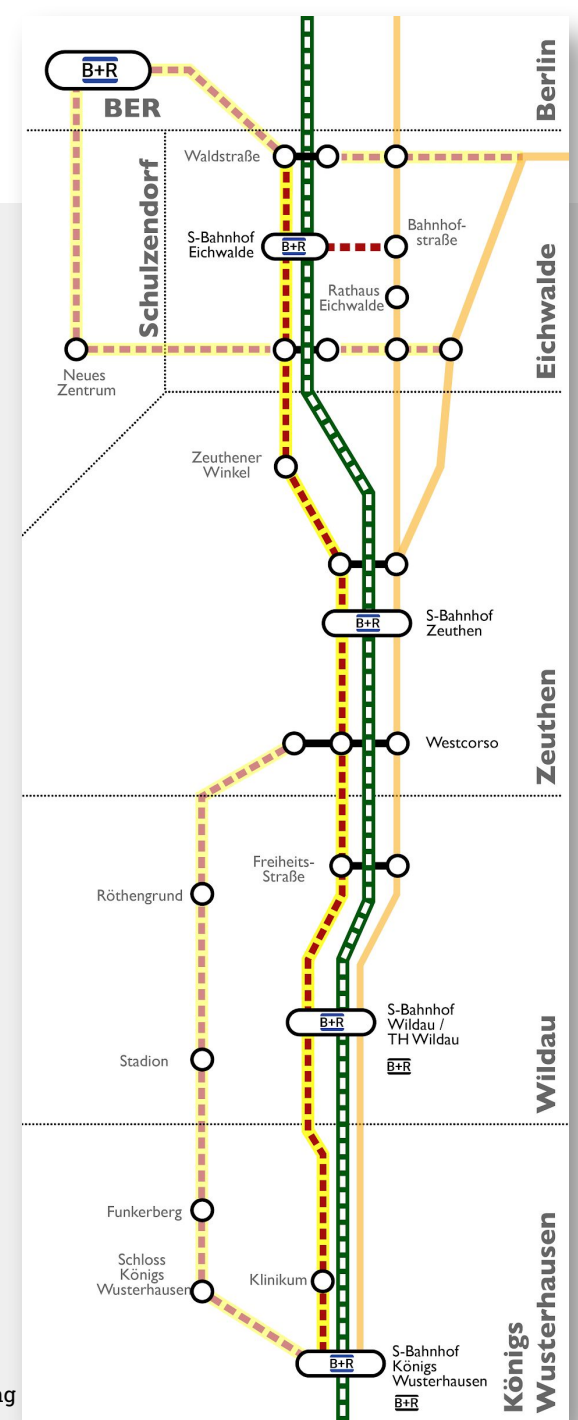 B+R
BER
Berlin
Waldstraße
Schulzendorf
S-Bahnhof
Eichwalde
B+R
Bahnhof-
straße
Rathaus
Eichwalde
Eichwalde
Neues
Zentrum
Zeuthener
Winkel
B+R
S-Bahnhof
Zeuthen
Zeuthen
Westcorso
Freiheits-
Straße
Röthengrund
B+R
S-Bahnhof
Wildau /
TH Wildau
B+R
Wildau
Stadion
Funkerberg
Schloss
Königs
Wusterhausen
Klinikum
B+R
S-Bahnhof
Königs
Wusterhausen
B+R
Königs
Wusterhausen